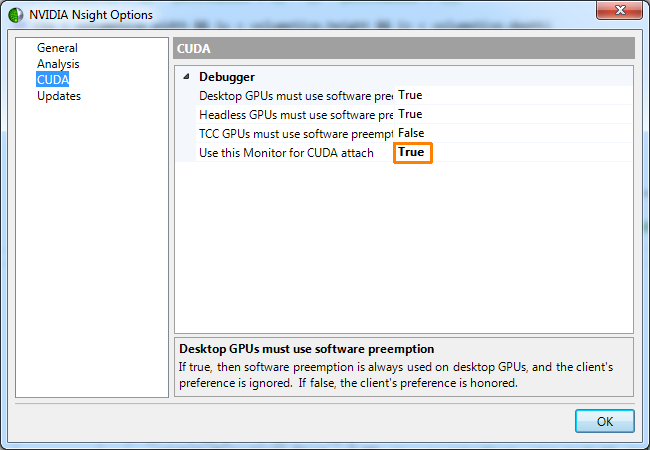 NVIDIA Nsight Options
General
Analysis
CUDA
Updates
CUDA
Debugger
Desktop GPUs must use software pree True
Headless GPUs must use software pre True
TCC GPUs must use software preempt False
Use this Monitor for CUDA attach True
Desktop GPUs must use software preemption
If true, then software preemption is always used on desktop GPUs, and the client's
preference is ignored. If false, the client's preference is honored.
OK